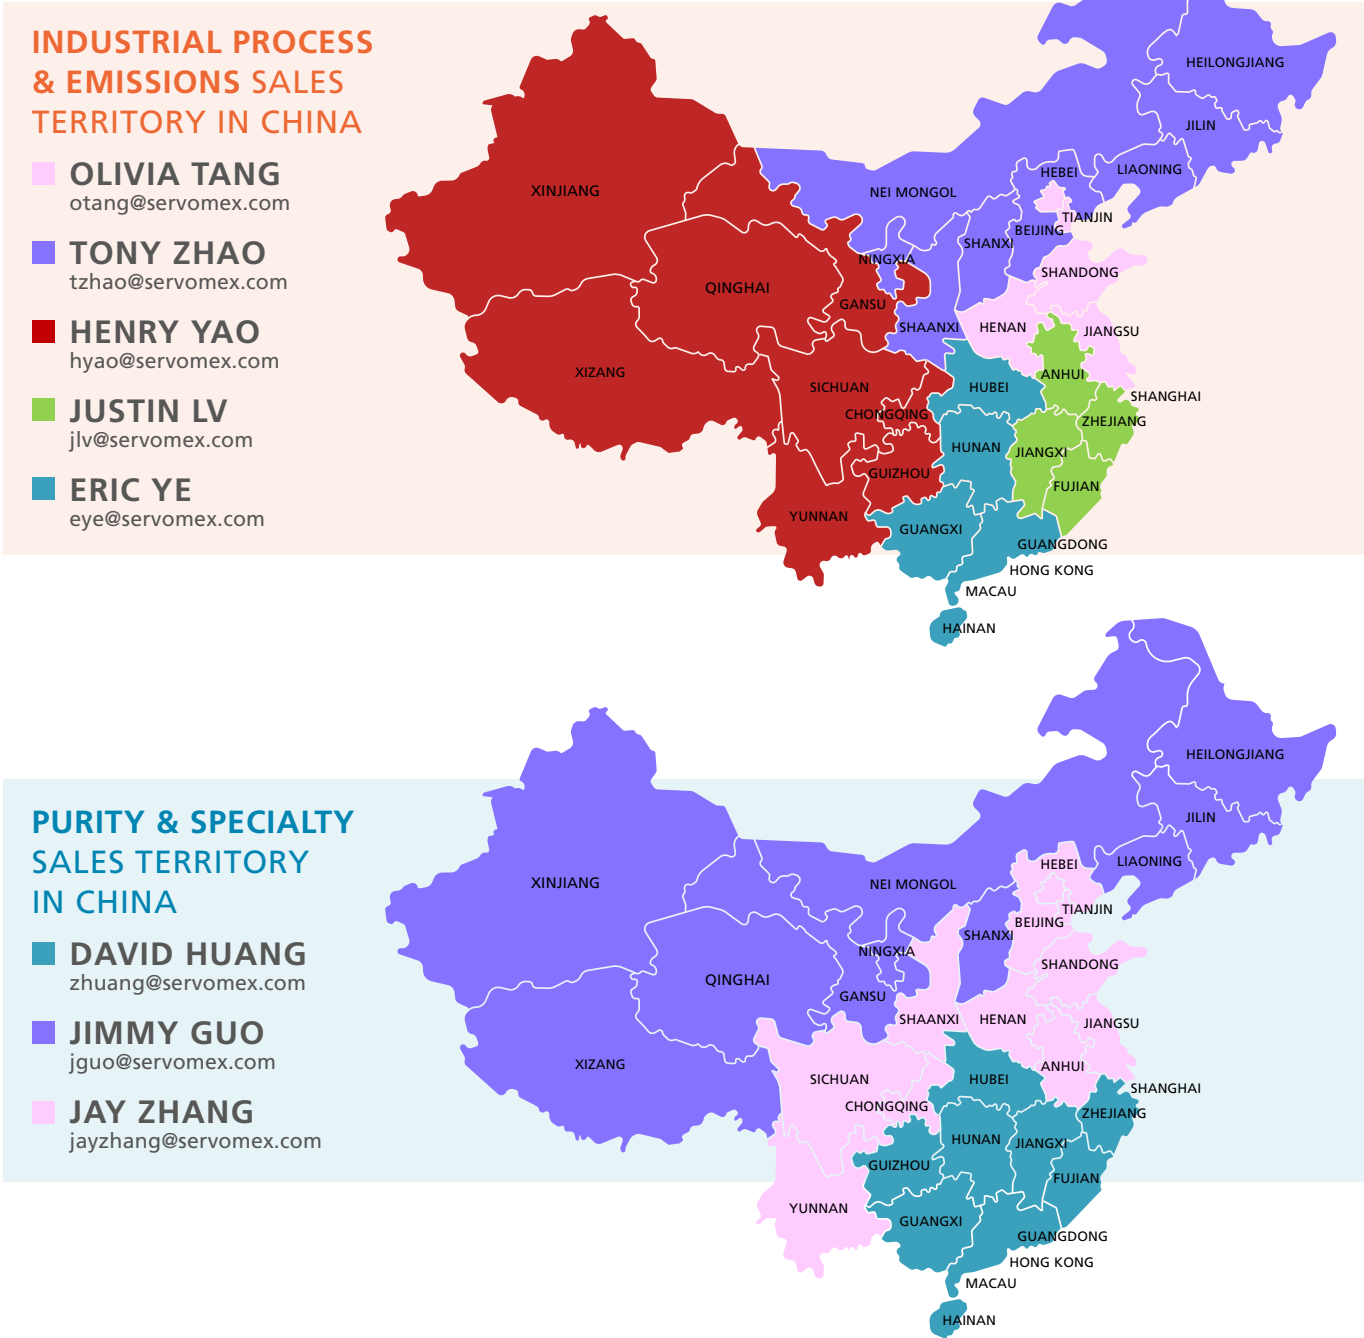 INDUSTRIAL PROCESS
& EMISSIONS SALES
TERRITORY IN CHINA
OLIVIA TANG
otang@servomex.com
TONY ZHAO
tzhao@servomex.com
HENRY YAO
hyao@servomex.com
JUSTIN LV
jlv@servomex.com
ERIC YE
eye@servomex.com
HEILONGJIANG
JILIN
LIAONING
HEBEI
XINJIANG
NEI MONGOL
TIANJIN
BEIJING
SHANXI
NINGXIA
SHANDONG
QINGHAI
GANSU
SHAANXI
HENAN
JIANGSU
XIZANG
SICHUAN
HUBEI
ANHUI
SHANGHAI
CHONGQING
ZHEJIANG
HUNAN
JIANGXI
GUIZHOU
FUJIAN
YUNNAN
GUANGXI
GUANGDONG
HONG KONG
MACAU
HAINAN
PURITY & SPECIALTY
SALES TERRITORY
IN CHINA
DAVID HUANG
zhuang@servomex.com
JIMMY GUO
jguo@servomex.com
JAY ZHANG
jayzhang@servomex.com
HEILONGJIANG
JILIN
LIAONING
HEBEI
XINJIANG
NEI MONGOL
TIANJIN
BEIJING
SHANXI
NINGXIA
SHANDONG
QINGHAI
GANSU
SHAANXI
HENAN
JIANGSU
XIZANG
SICHUAN
HUBEI
ANHUI
SHANGHAI
CHONGQING
ZHEJIANG
HUNAN
JIANGXI
GUIZHOU
FUJIAN
YUNNAN
GUANGXI
GUANGDONG
HONG KONG
MACAU
HAINAN